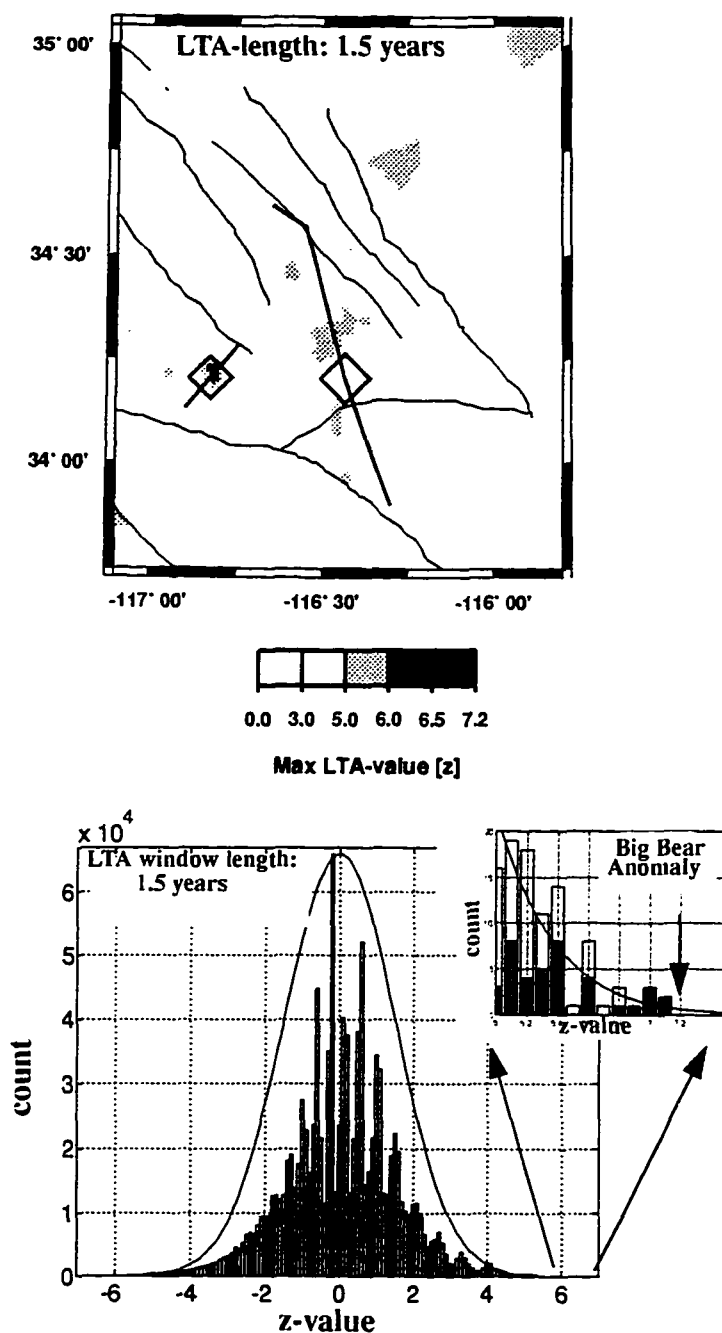 LTA-length: 1.5 years
35° 00'
34° 30'
34° 00'
-117° 00' -116° 30' -116° 00'
0.0 3.0 5.0 6.0 6.5 7.2
Max LTA-value [z]
x 10^4
LTA window length:
1.5 years
6
5
4
3
2
1
0
count
-6 -4 -2 0 2 4 6
z-value
Big Bear
Anomaly
count
z-value